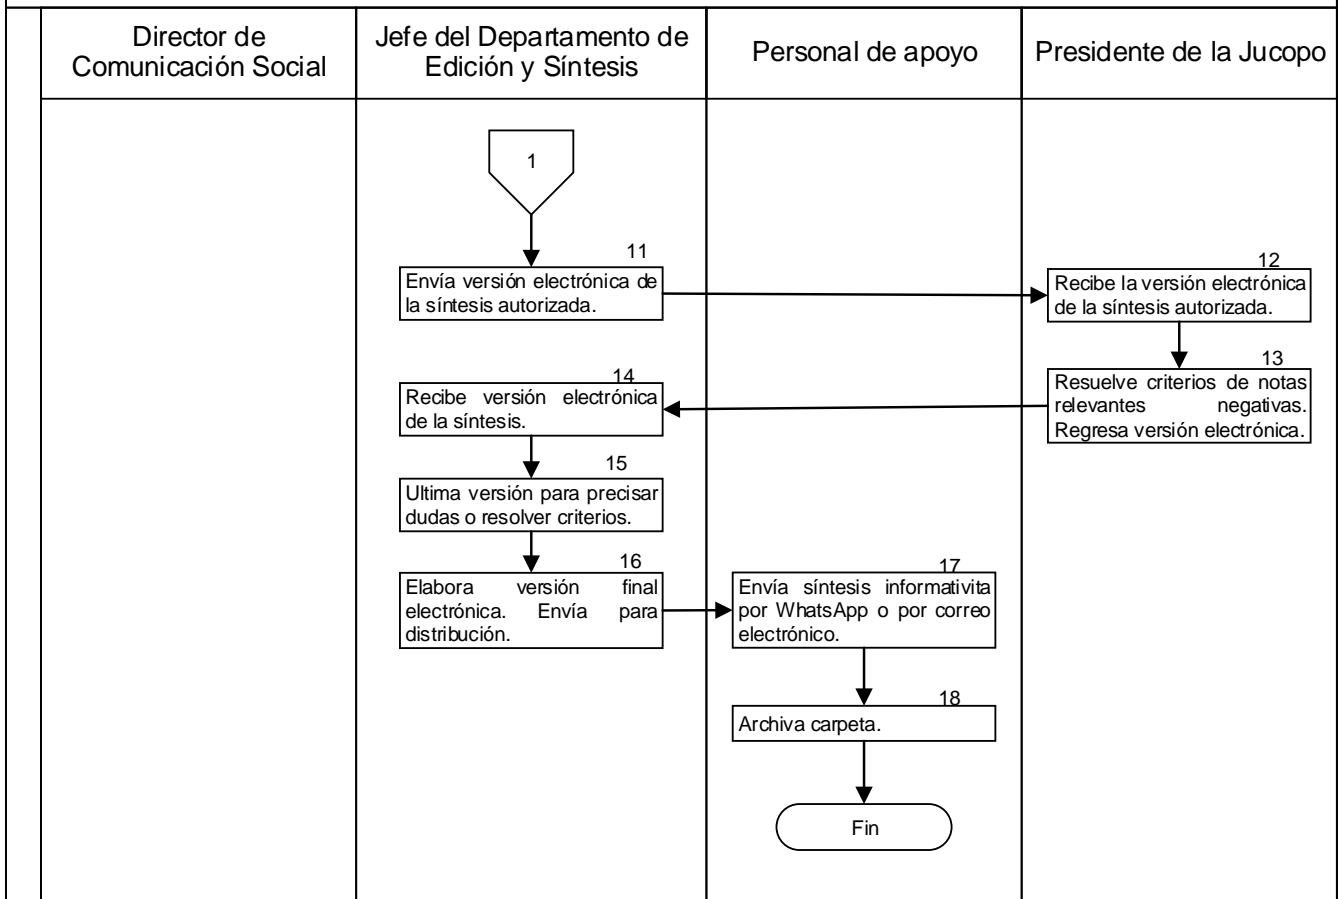 Director de
Comunicación Social
Jefe del Departamento de
Edición y Síntesis
Personal de apoyo
Presidente de la Jucopo
1
11
Envía versión electrónica de
la síntesis autorizada.
12
Recibe la versión electrónica
de la síntesis autorizada.
13
Resuelve criterios de notas
relevantes negativas.
Regresa versión electrónica.
14
Recibe versión electrónica
de la síntesis.
15
Ultima versión para precisar
dudas o resolver criterios.
16
Elabora versión final
electrónica. Envía para
distribución.
17
Envía síntesis informativita
por WhatsApp o por correo
electrónico.
18
Archiva carpeta.
Fin